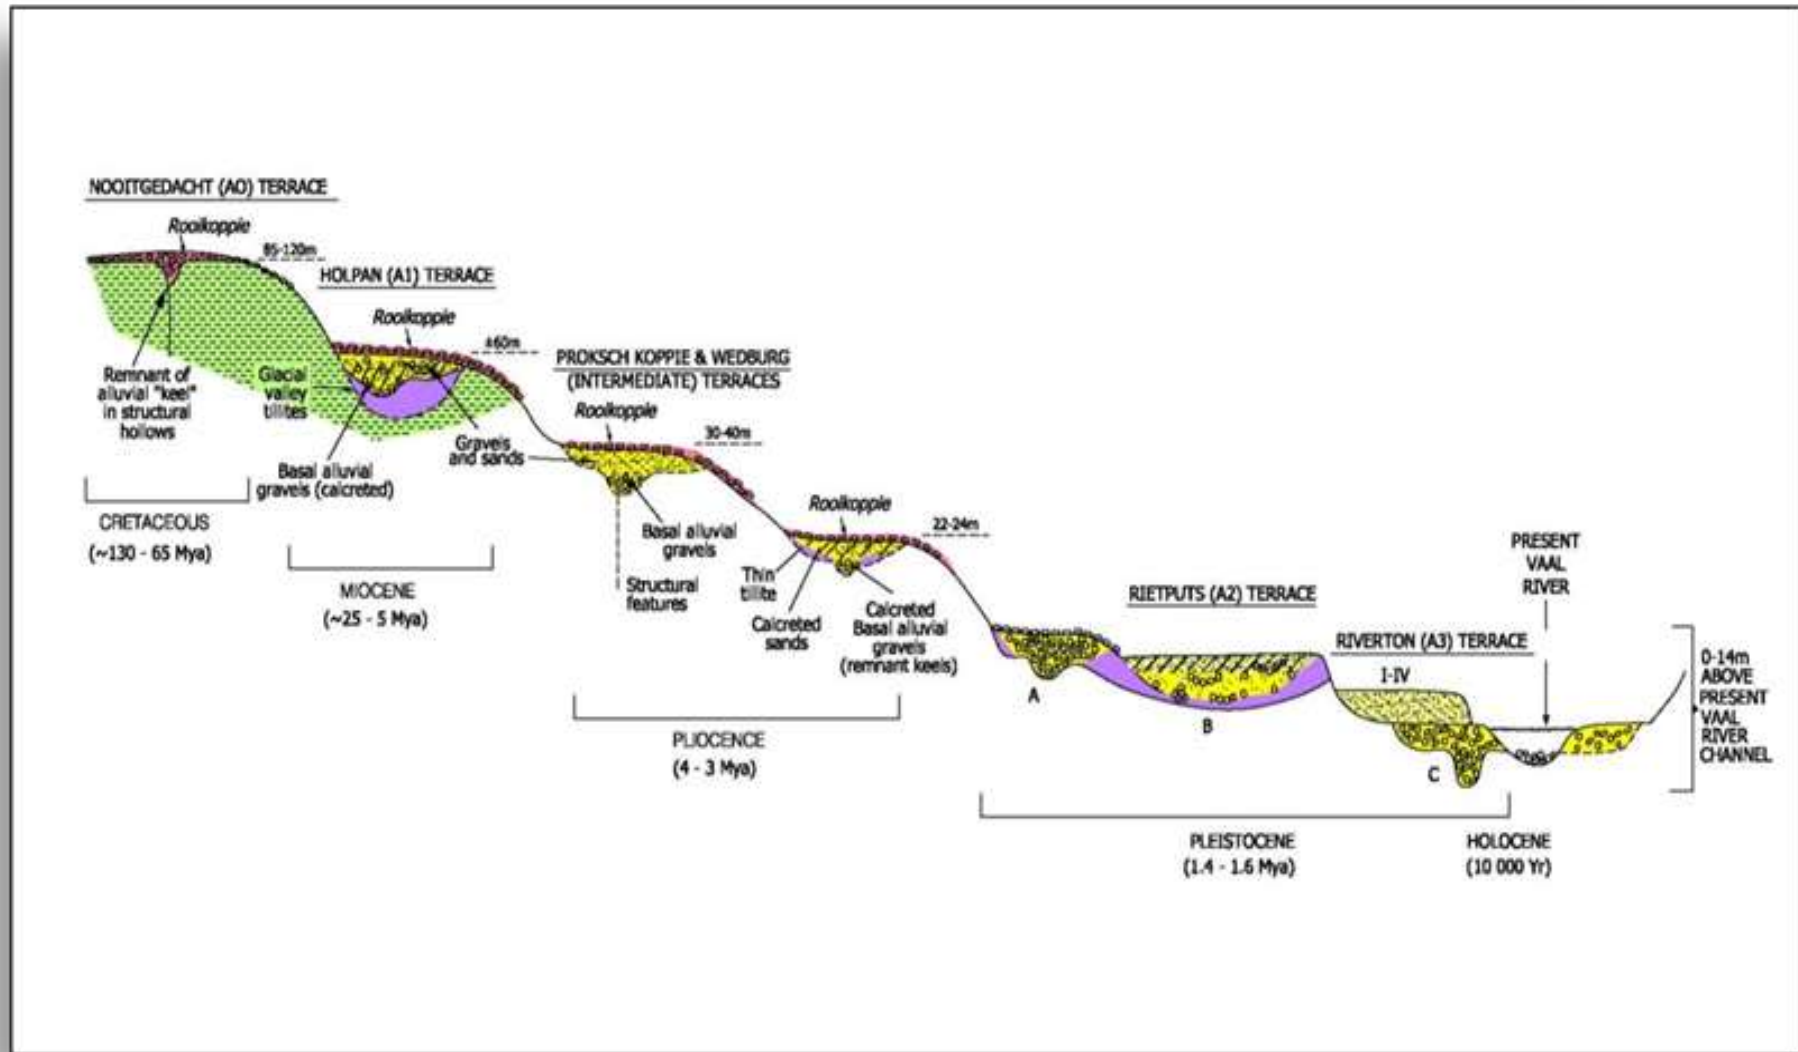 NOOITGEDACHT (AO) TERRACE
Rooikoppie
85-120m
HOLPAN (A1) TERRACE
Rooikoppie
±60m
Remnant of
alluvial "keel"
in structural
hollows
Glacial
valley
tillites
Basal alluvial
gravels (calcreted)
Gravels
and sands
CRETACEOUS
(~130 - 65 Mya)
MIOCENE
(~25 - 5 Mya)
PROKSCH KOPPIE & WEDBURG
(INTERMEDIATE) TERRACES
Rooikoppie
30-40m
Basal alluvial
gravels
Structural
features
Rooikoppie
22-24m
Thin
tillite
Calcreted
sands
Calcreted
Basal alluvial
gravels
(remnant keels)
PLIOCENCE
(4 - 3 Mya)
RIETPUTS (A2) TERRACE
A
B
RIVERTON (A3) TERRACE
I-IV
C
PRESENT
VAAL
RIVER
0-14m
ABOVE
PRESENT
VAAL
RIVER
CHANNEL
PLEISTOCENE
(1.4 - 1.6 Mya)
HOLOCENE
(10 000 Yr)